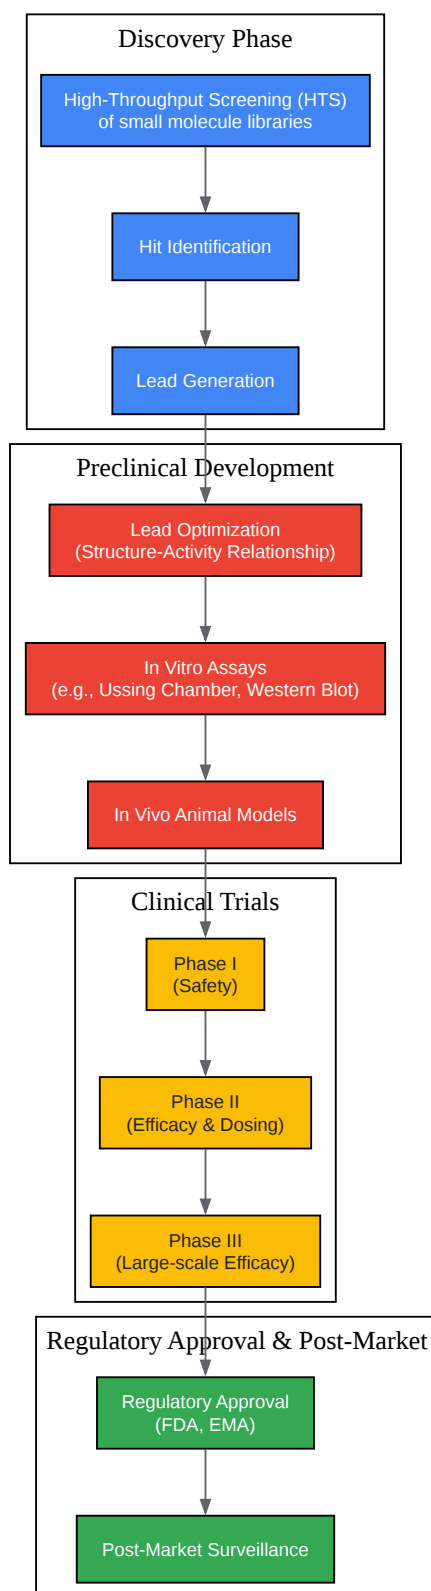 Discovery Phase
High-Throughput Screening (HTS)
of small molecule libraries
Hit Identification
Lead Generation
Preclinical Development
Lead Optimization
(Structure-Activity Relationship)
In Vitro Assays
(e.g., Ussing Chamber, Western Blot)
In Vivo Animal Models
Clinical Trials
Phase I
(Safety)
Phase II
(Efficacy & Dosing)
Phase III
(Large-scale Efficacy)
Regulatory Approval & Post-Market
Regulatory Approval
(FDA, EMA)
Post-Market Surveillance